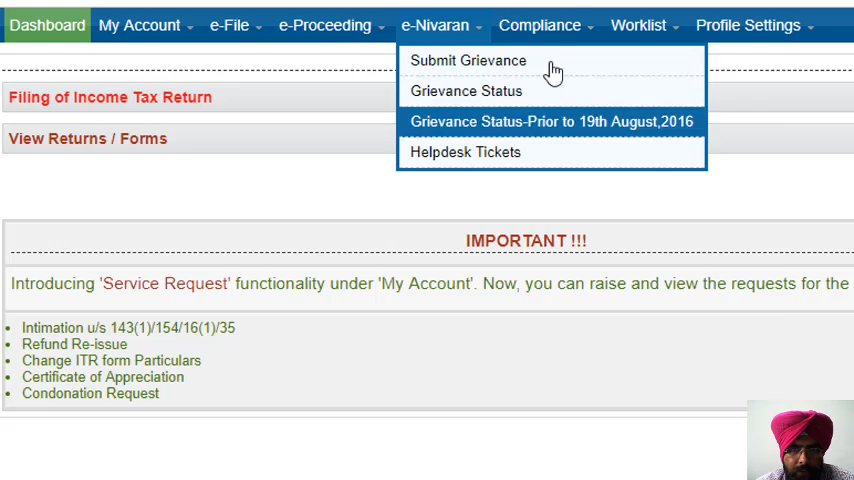 Dashboard My Account e-File e-Proceeding e-Nivaran Compliance Worklist Profile Settings
Submit Grievance
Grievance Status
Grievance Status-Prior to 19th August,2016
Helpdesk Tickets
Filing of Income Tax Return
View Returns / Forms
IMPORTANT !!!
Introducing 'Service Request' functionality under 'My Account'. Now, you can raise and view the requests for the
Intimation u/s 143(1)/154/16(1)/35
Refund Re-issue
Change ITR form Particulars
Certificate of Appreciation
Condonation Request